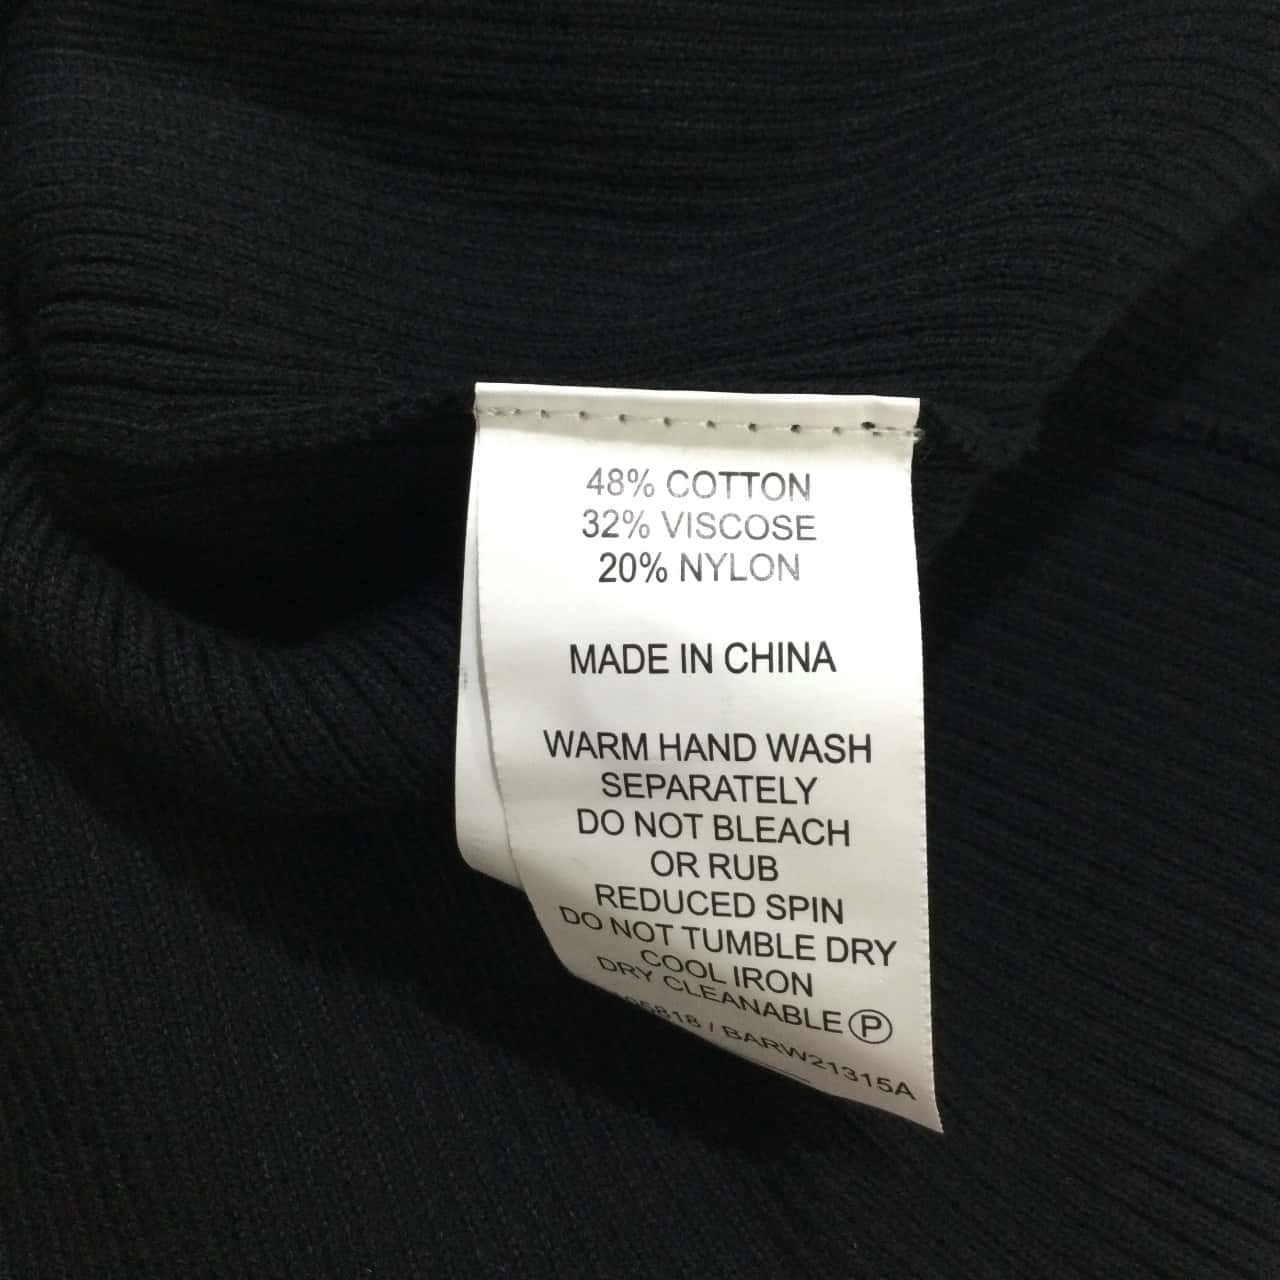 48% COTTON
32% VISCOSE
20% NYLON
MADE IN CHINA
WARM HAND WASH
SEPARATELY
DO NOT BLEACH
OR RUB
REDUCED SPIN
DO NOT TUMBLE DRY
COOL IRON
DRY CLEANABLE Ⓟ
/ BARW21315A